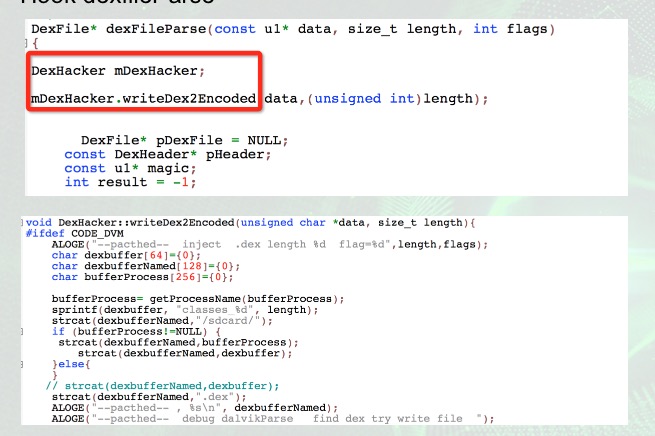 DexFile* dexFileParse(const u1* data, size_t length, int flags)
{
DexHacker mDexHacker;
mDexHacker.writeDex2Encoded(data,(unsigned int)length);
DexFile* pDexFile = NULL;
const DexHeader* pHeader;
const u1* magic;
int result = -1;
void DexHacker::writeDex2Encoded(unsigned char *data, size_t length){
#ifdef CODE_DVM
ALOGE("--pacthed-- inject .dex length %d flag=%d",length,flags);
char dexbuffer[64]={0};
char dexbufferNamed[128]={0};
char bufferProcess[256]={0};
bufferProcess= getProcessName(bufferProcess);
sprintf(dexbuffer, "classes_%d", length);
strcat(dexbufferNamed,"/sdcard/");
if (bufferProcess!=NULL) {
strcat(dexbufferNamed,bufferProcess);
strcat(dexbufferNamed,dexbuffer);
}else{
}
// strcat(dexbufferNamed,dexbuffer);
strcat(dexbufferNamed,".dex");
ALOGE("--pacthed-- , %s\n", dexbufferNamed);
ALOGE("--pacthed-- debug dalvikParse find dex try write file ");